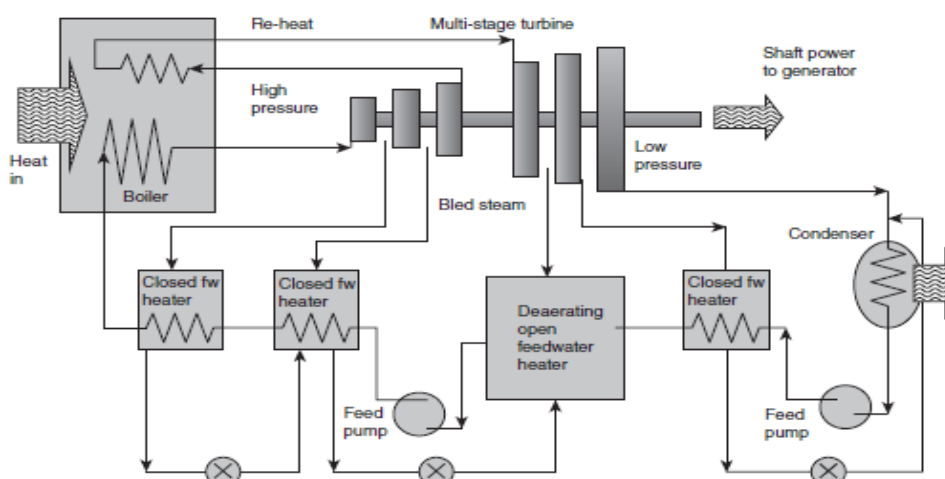 Re-heat
Multi-stage turbine
Shaft power
to generator
High
pressure
Heat
in
Boiler
Low
pressure
Bled steam
Condenser
Closed fw
heater
Closed fw
heater
Deaerating
open
feedwater
heater
Closed fw
heater
Feed
pump
Feed
pump